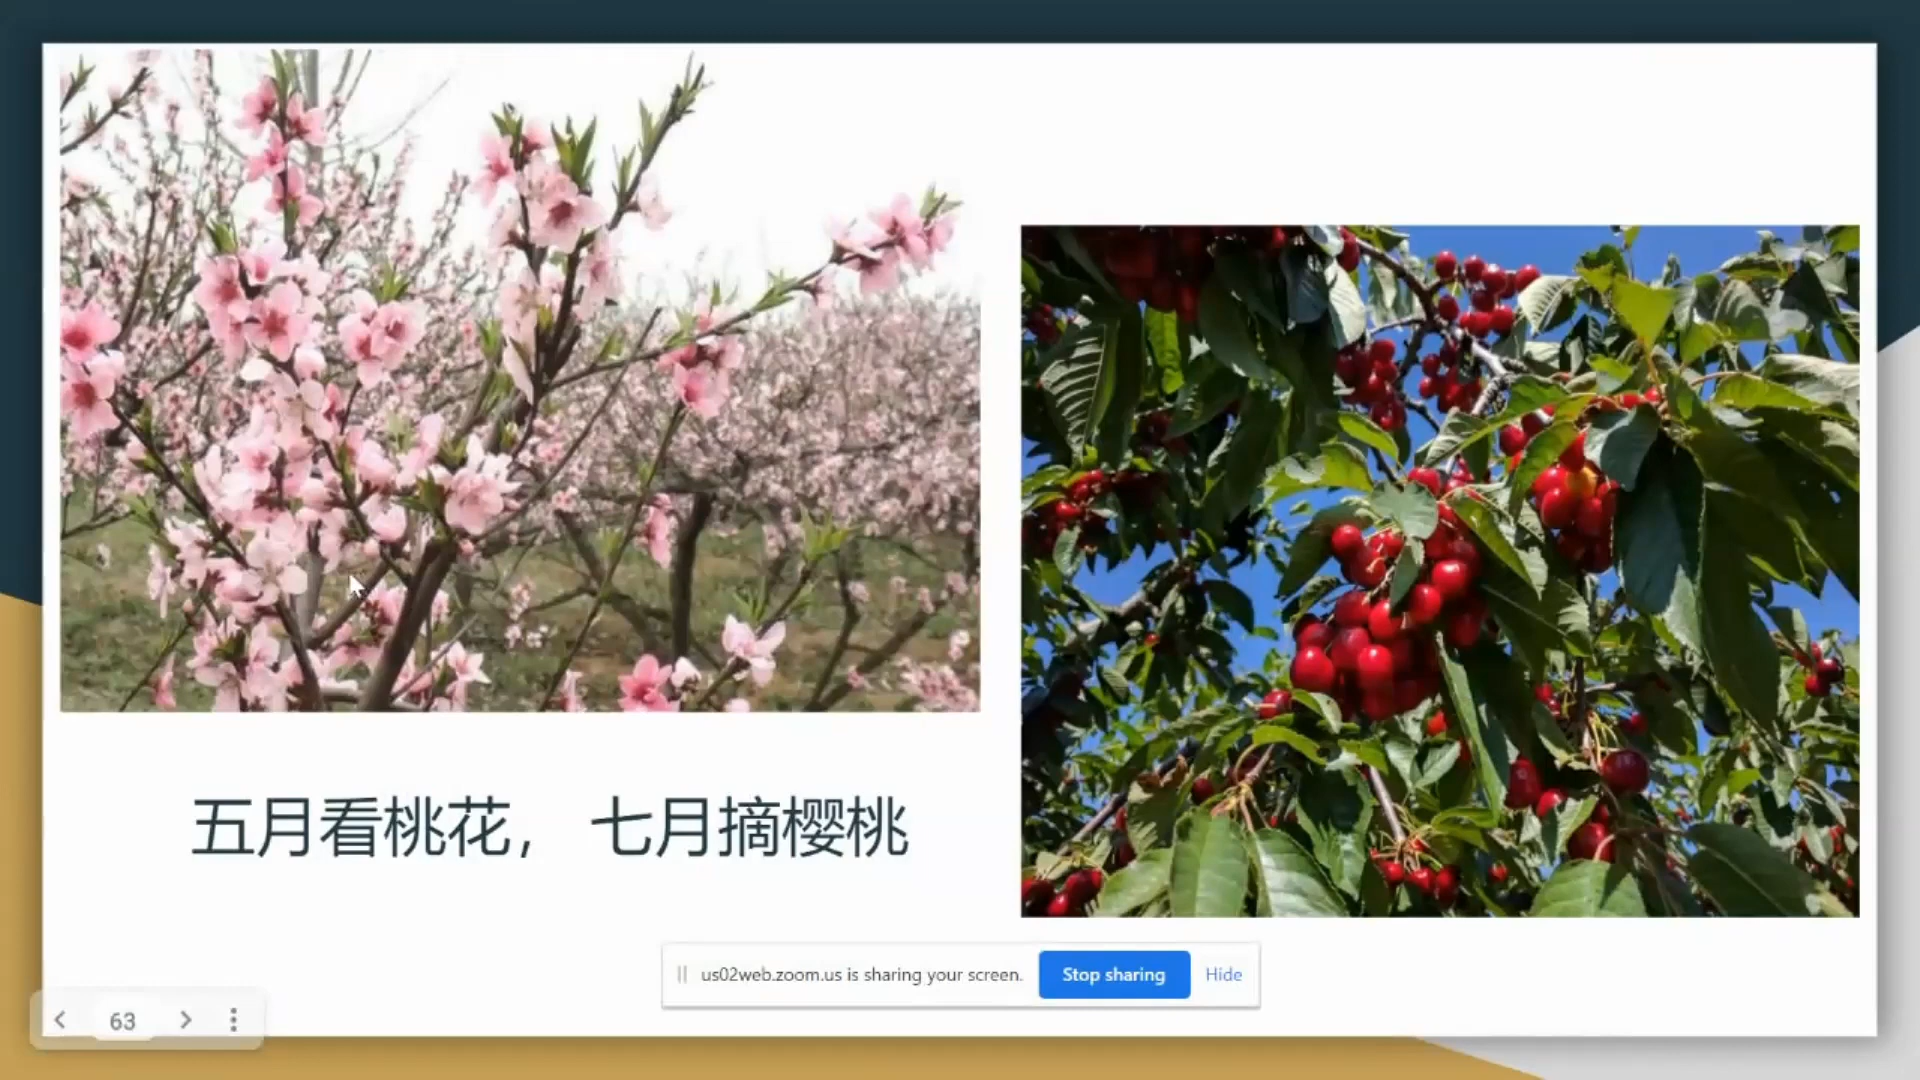 五月看桃花， 七月摘樱桃
us02web.zoom.us is sharing your screen.
Stop sharing
Hide
63